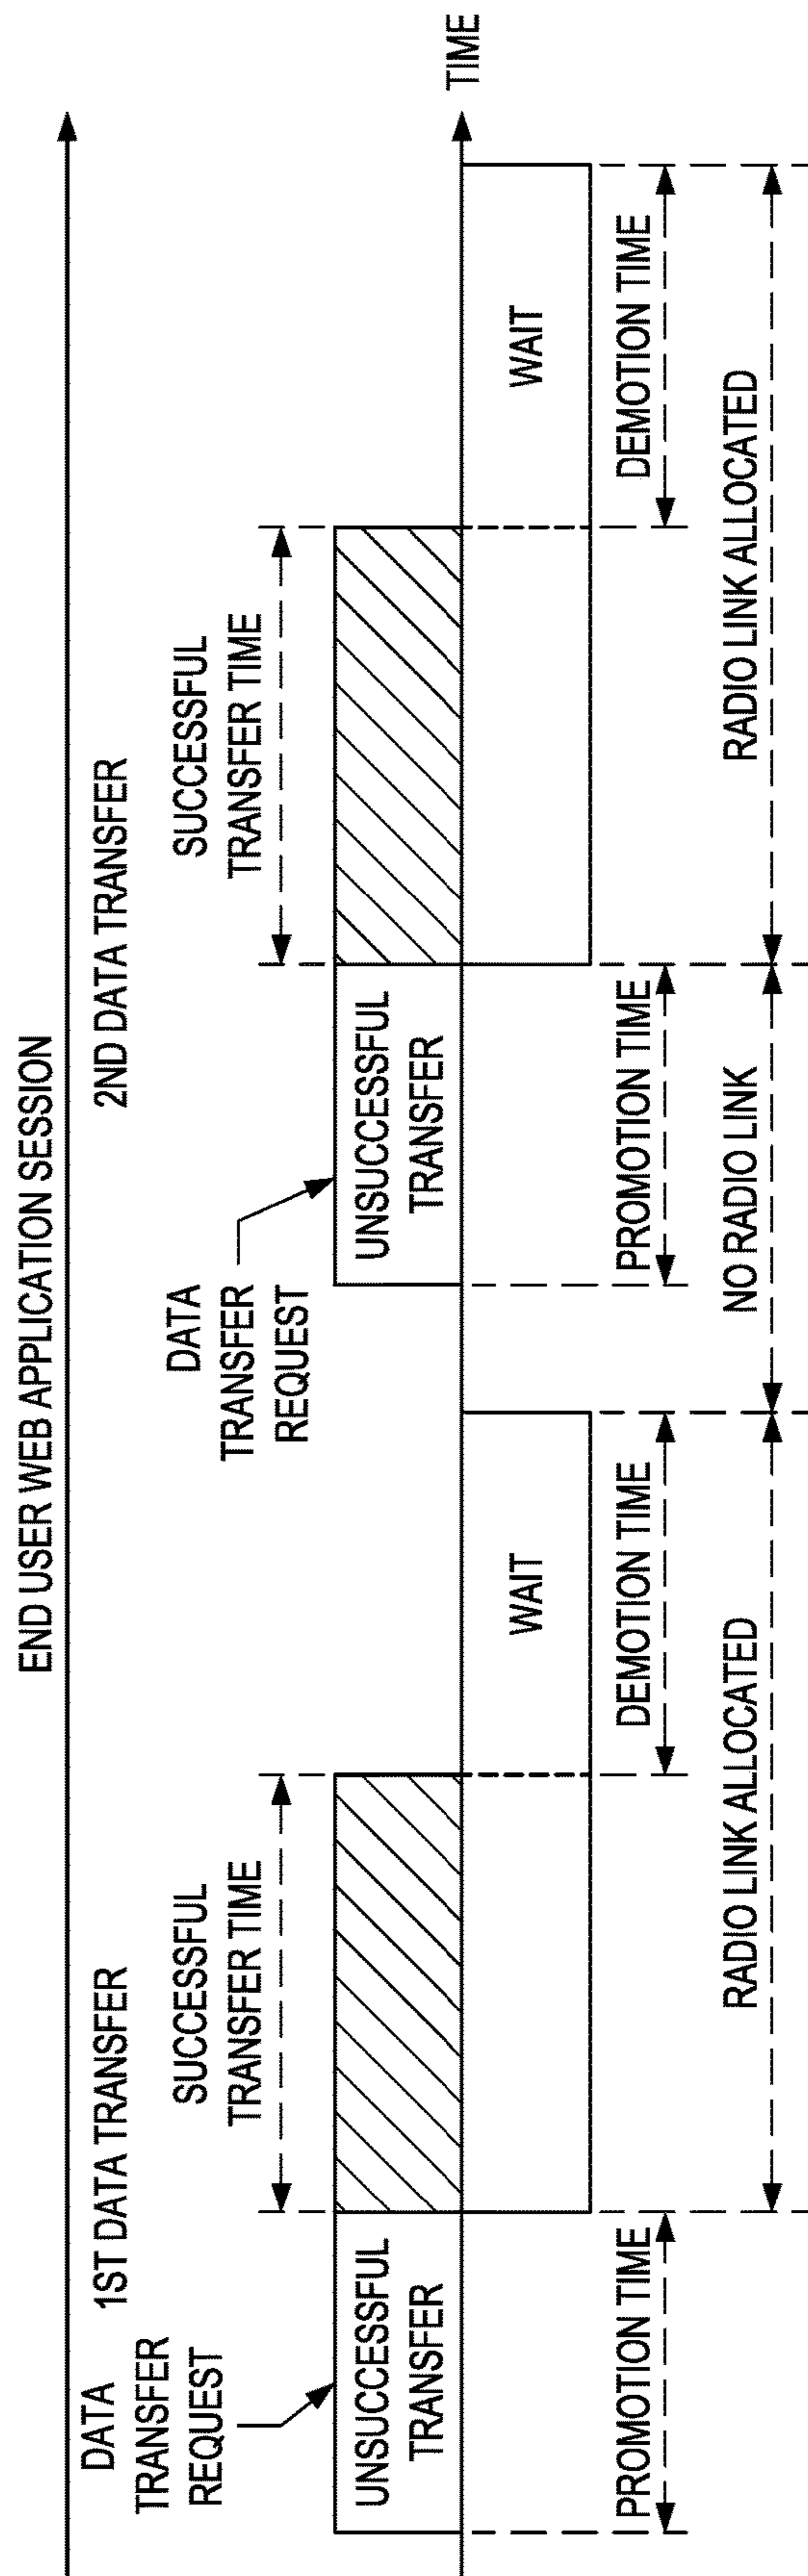 END USER WEB APPLICATION SESSION
1ST DATA TRANSFER
2ND DATA TRANSFER
DATA
TRANSFER
REQUEST
SUCCESSFUL
TRANSFER TIME
DATA
TRANSFER
REQUEST
SUCCESSFUL
TRANSFER TIME
UNSUCCESSFUL
TRANSFER
UNSUCCESSFUL
TRANSFER
TIME
WAIT
WAIT
PROMOTION TIME
DEMOTION TIME
PROMOTION TIME
DEMOTION TIME
RADIO LINK ALLOCATED
NO RADIO LINK
RADIO LINK ALLOCATED